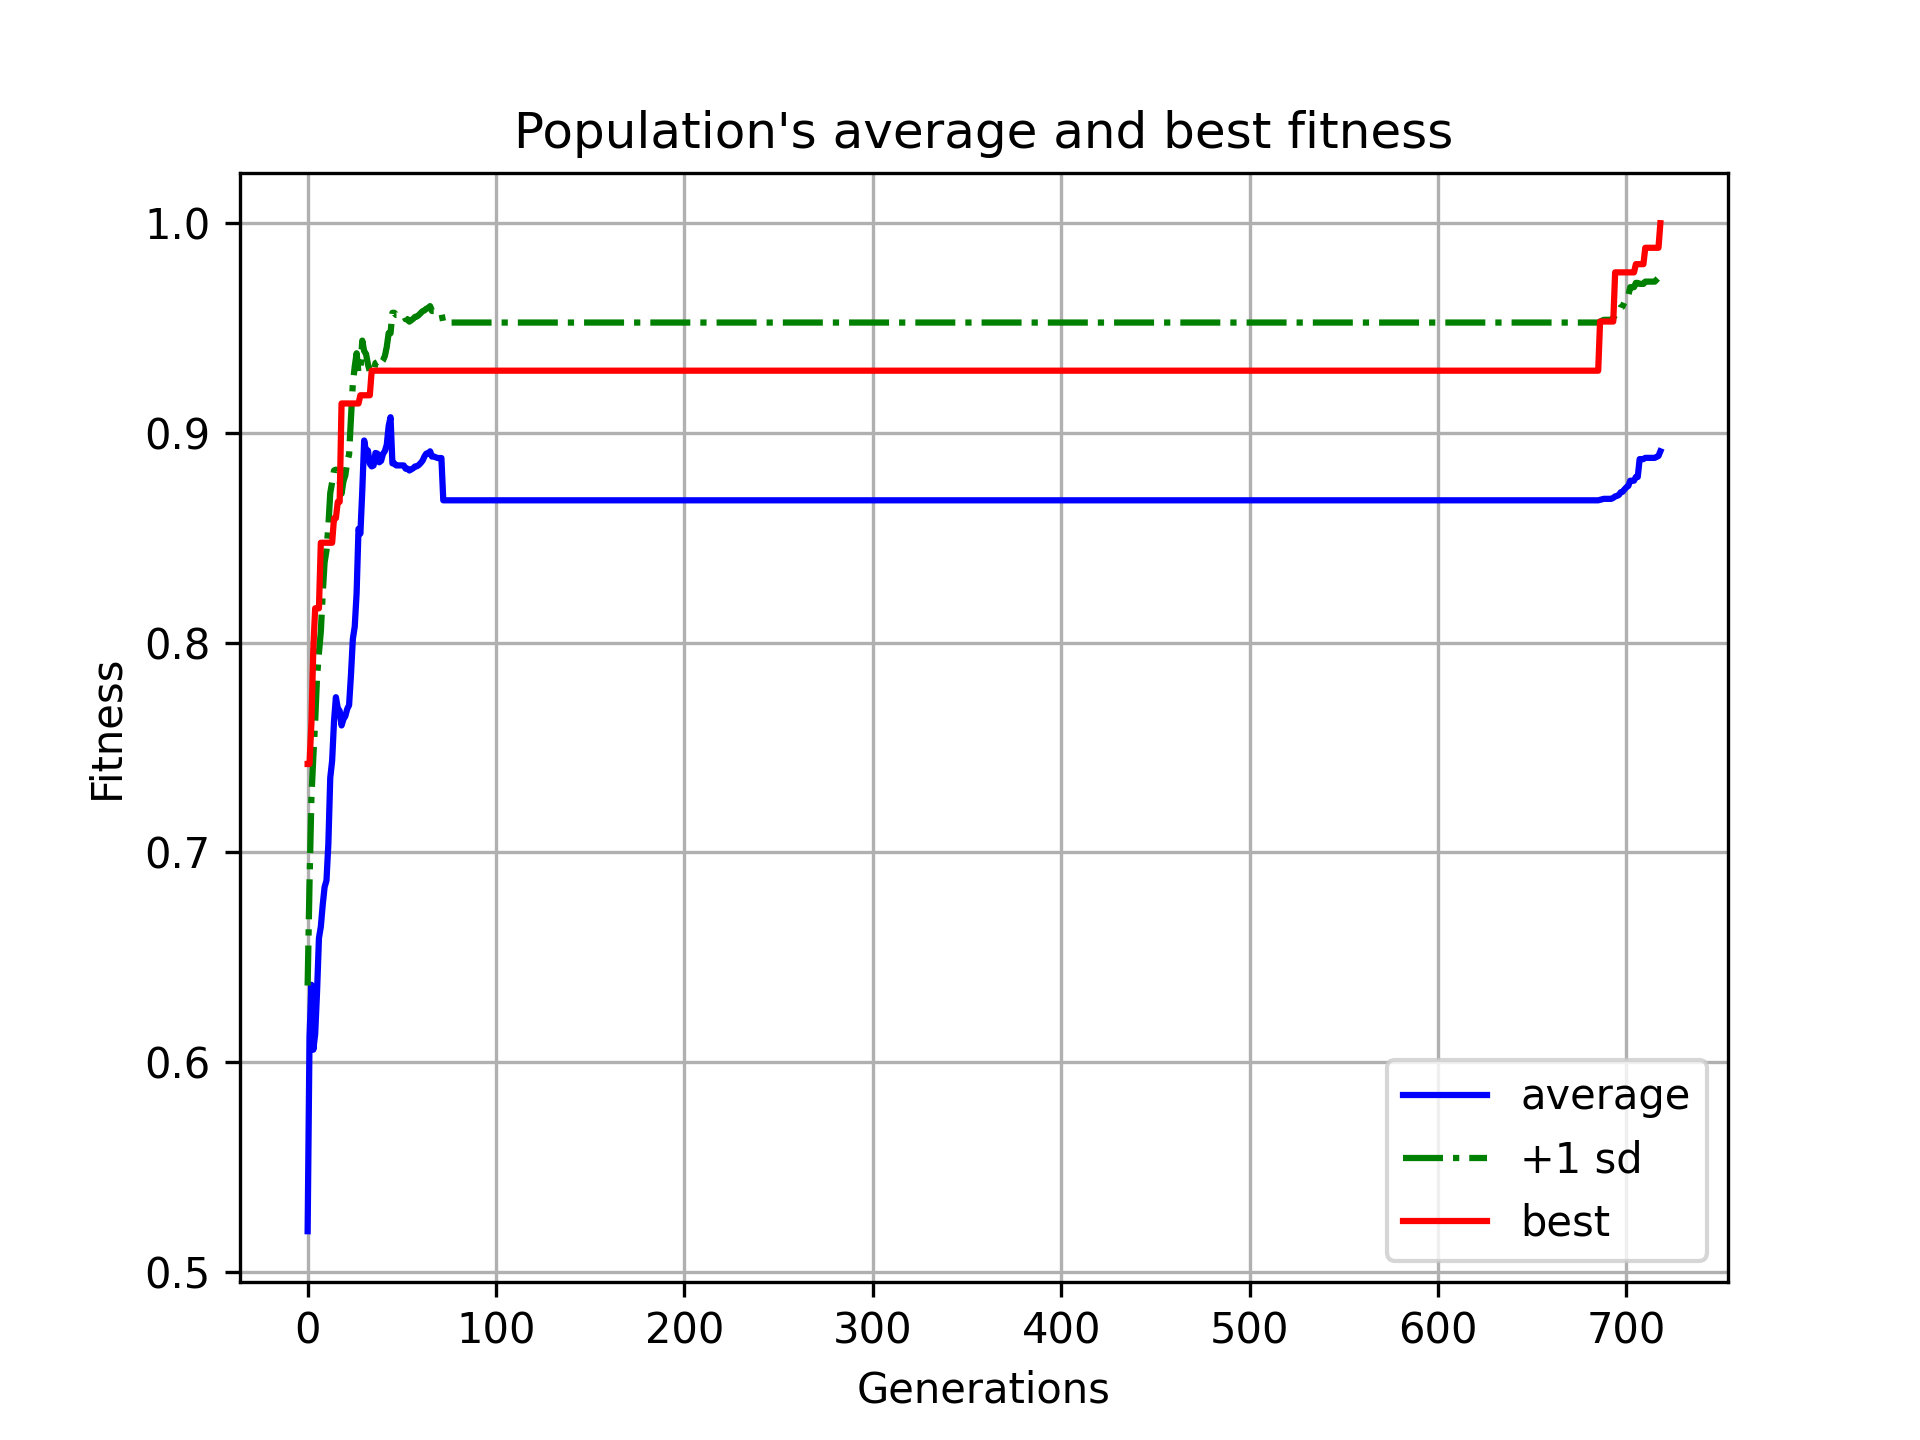 Population's average and best fitness
1.0
0.9
0.8
0.7
0.6
0.5
Fitness
0 100 200 300 400 500 600 700
Generations
average
+1 sd
best